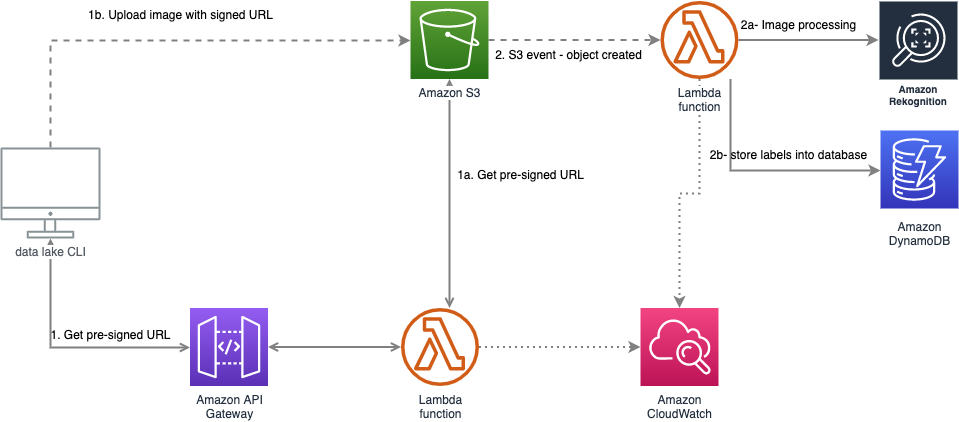 1b. Upload image with signed URL
2a- Image processing
2. S3 event - object created
Amazon S3
Lambda
function
Amazon
Rekognition
2b- store labels into database
1a. Get pre-signed URL
Amazon
DynamoDB
data lake CLI
1. Get pre-signed URL
</>
Amazon API
Gateway
Lambda
function
Amazon
CloudWatch